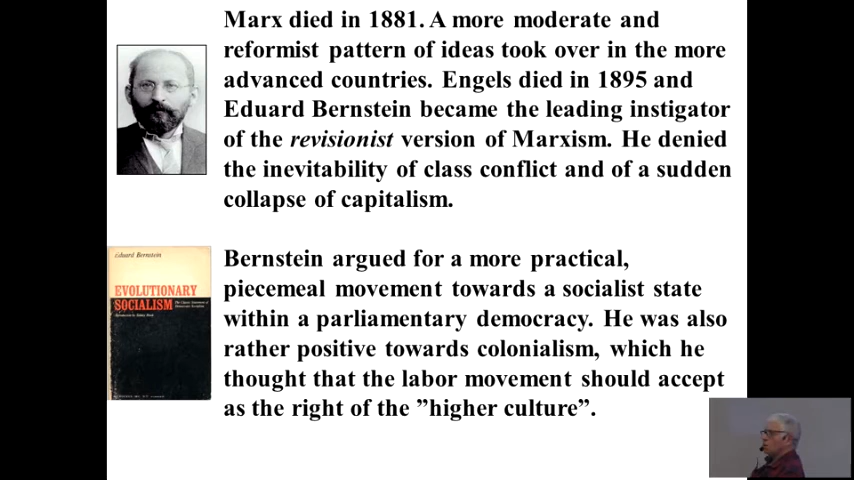 Marx died in 1881. A more moderate and
reformist pattern of ideas took over in the more
advanced countries. Engels died in 1895 and
Eduard Bernstein became the leading instigator
of the revisionist version of Marxism. He denied
the inevitability of class conflict and of a sudden
collapse of capitalism.
Eduard Bernstein
EVOLUTIONARY
SOCIALISM
Bernstein argued for a more practical,
piecemeal movement towards a socialist state
within a parliamentary democracy. He was also
rather positive towards colonialism, which he
thought that the labor movement should accept
as the right of the ”higher culture”.